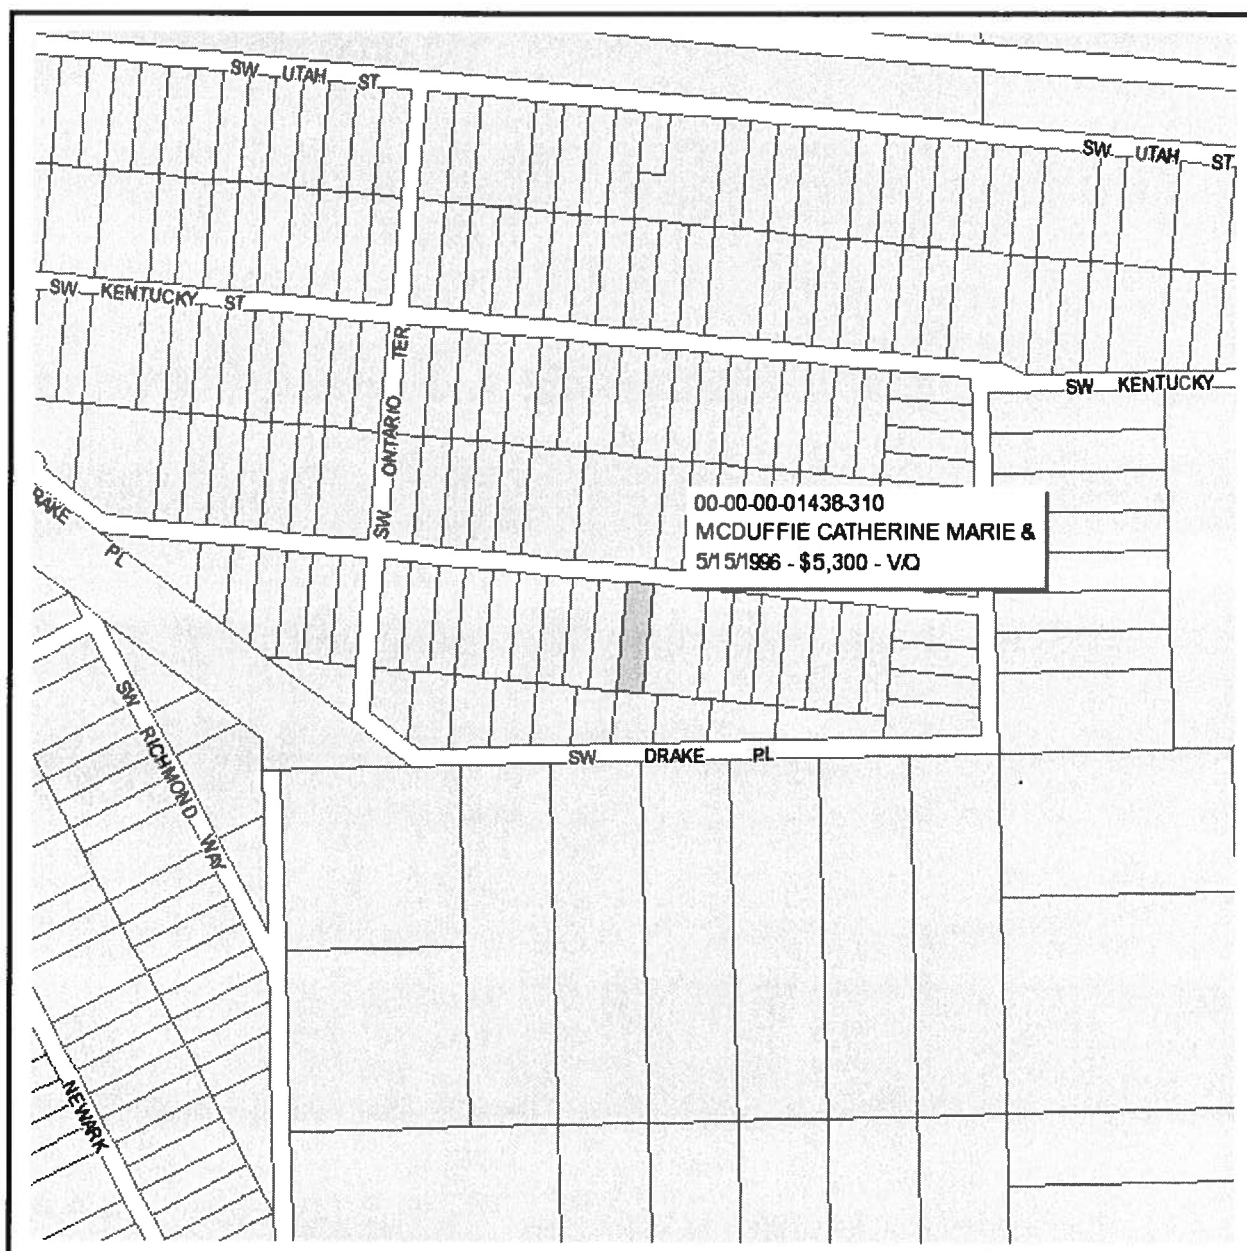 SW UTAH ST
SW UTAH ST
SW KENTUCKY ST
SW ONTARIO TER
SW KENTUCKY
00-00-00-01438-310
MCDUFFIE CATHERINE MARIE &
5/15/1996 - $5,300 - V/Q
RAKE PL
SW RICHMOND WAY
SW DRAKE PL
NEWARK